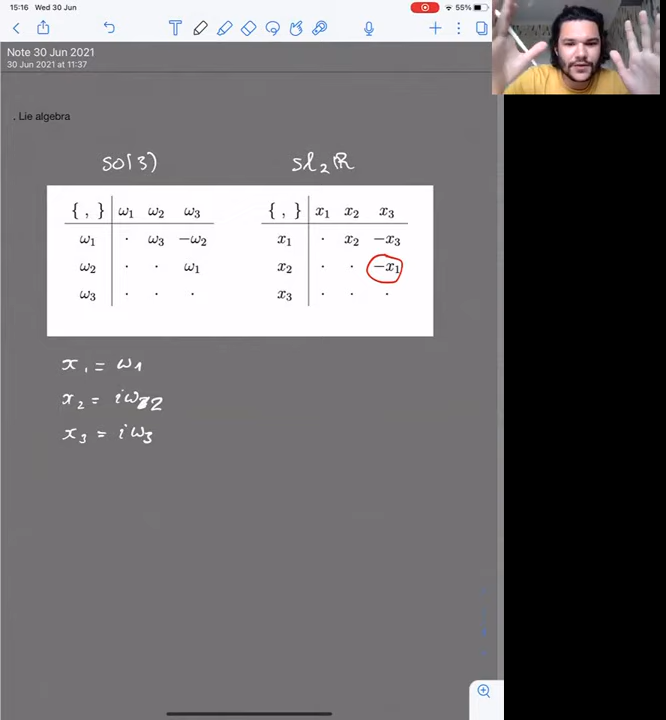 15:16 Wed 30 Jun
55%
T
Note 30 Jun 2021
30 Jun 2021 at 11:37
. Lie algebra
so(3)
sl₂ℝ
{ , } ω₁ ω₂ ω₃
ω₁ · ω₃ −ω₂
ω₂ · · ω₁
ω₃ · · ·
{ , } x₁ x₂ x₃
x₁ · x₂ −x₃
x₂ · · −x₁
x₃ · · ·
x₁ = ω₁
x₂ = iω₂
x₃ = iω₃